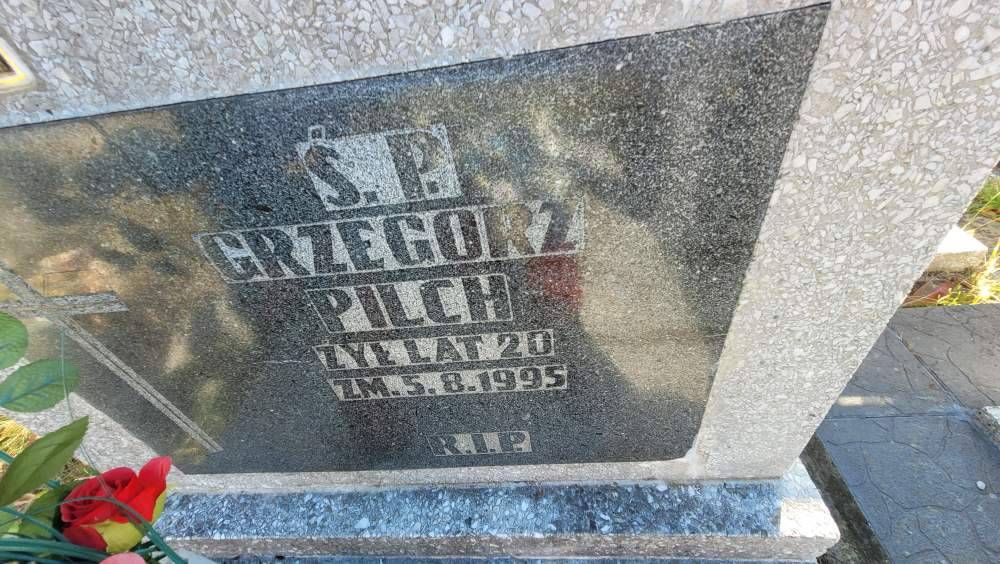 Ś. P.
GRZEGORZ
PILCH
ŻYŁ LAT 20
ZM. 5. 8. 1995
R.I.P.